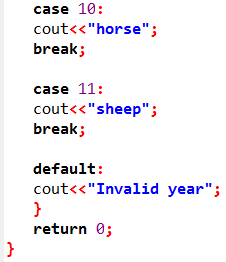 case 10:
cout<<"horse";
break;
case 11:
cout<<"sheep";
break;
default:
cout<<"Invalid year";
}
return 0;
}